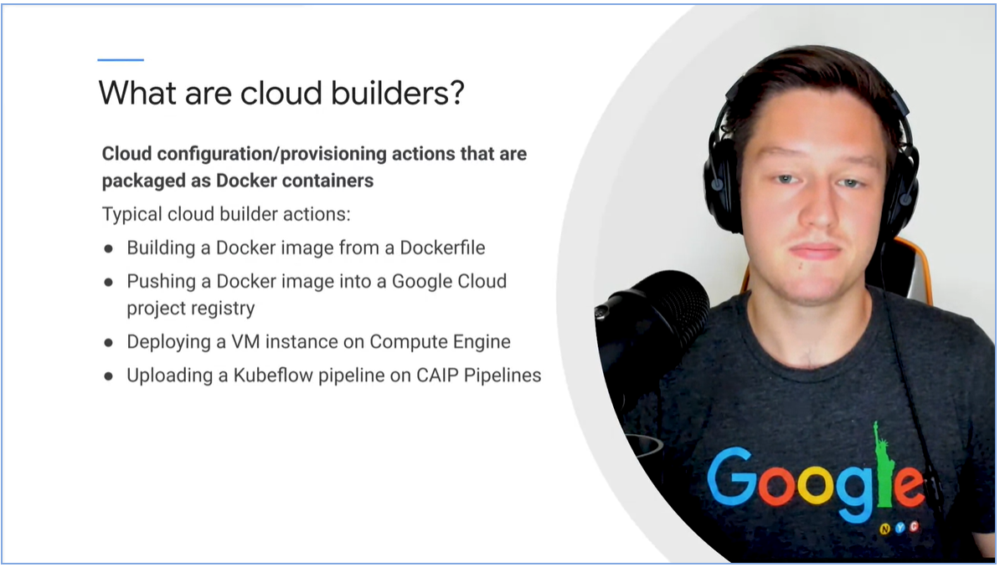 What are cloud builders?
Cloud configuration/provisioning actions that are
packaged as Docker containers
Typical cloud builder actions:
● Building a Docker image from a Dockerfile
● Pushing a Docker image into a Google Cloud
project registry
● Deploying a VM instance on Compute Engine
● Uploading a Kubeflow pipeline on CAIP Pipelines
Google
NYC